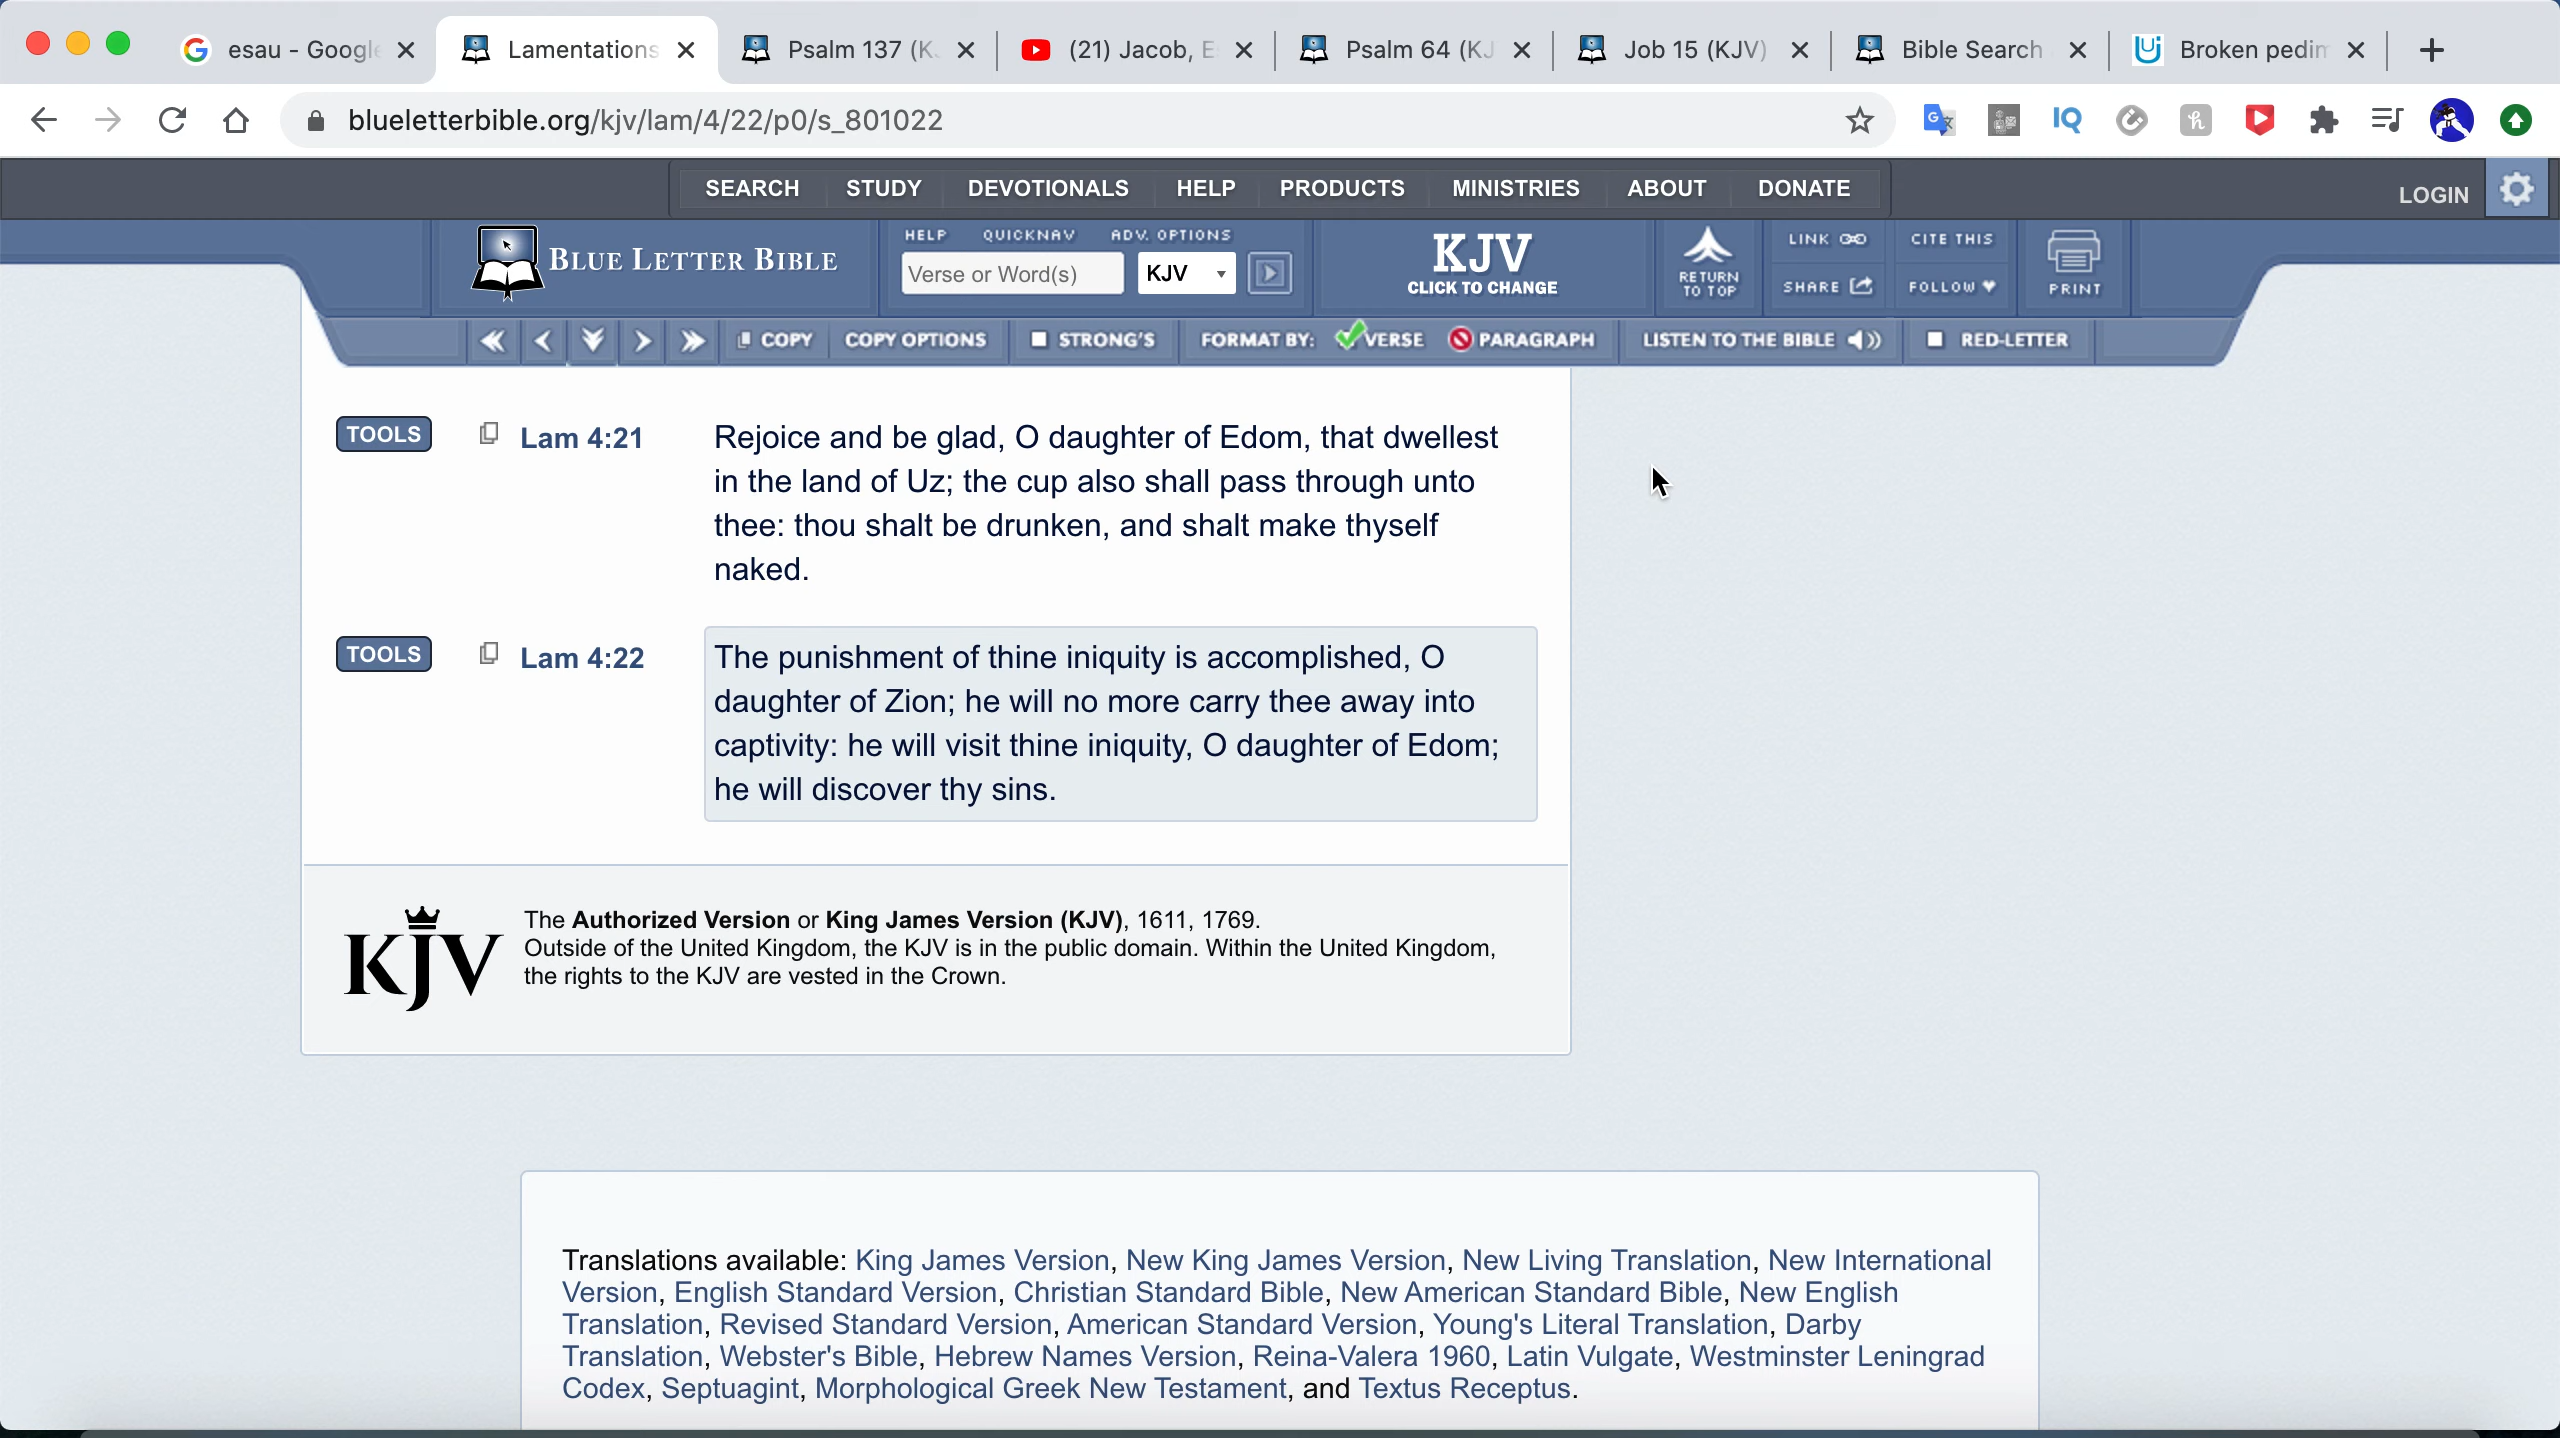 esau - Google
Lamentations
Psalm 137 (K
(21) Jacob, E
Psalm 64 (KJ
Job 15 (KJV)
Bible Search
Broken pedim
blueletterbible.org/kjv/lam/4/22/p0/s_801022
SEARCH STUDY DEVOTIONALS HELP PRODUCTS MINISTRIES ABOUT DONATE
LOGIN
BLUE LETTER BIBLE
HELP QUICKNAV ADV. OPTIONS
Verse or Word(s) KJV
KJV
CLICK TO CHANGE
RETURN
TO TOP
LINK CITE THIS
SHARE FOLLOW
PRINT
COPY COPY OPTIONS STRONG'S FORMAT BY: VERSE PARAGRAPH LISTEN TO THE BIBLE RED-LETTER
TOOLS Lam 4:21 Rejoice and be glad, O daughter of Edom, that dwellest
in the land of Uz; the cup also shall pass through unto
thee: thou shalt be drunken, and shalt make thyself
naked.
TOOLS Lam 4:22 The punishment of thine iniquity is accomplished, O
daughter of Zion; he will no more carry thee away into
captivity: he will visit thine iniquity, O daughter of Edom;
he will discover thy sins.
KJV
The Authorized Version or King James Version (KJV), 1611, 1769.
Outside of the United Kingdom, the KJV is in the public domain. Within the United Kingdom,
the rights to the KJV are vested in the Crown.
Translations available: King James Version, New King James Version, New Living Translation, New International
Version, English Standard Version, Christian Standard Bible, New American Standard Bible, New English
Translation, Revised Standard Version, American Standard Version, Young's Literal Translation, Darby
Translation, Webster's Bible, Hebrew Names Version, Reina-Valera 1960, Latin Vulgate, Westminster Leningrad
Codex, Septuagint, Morphological Greek New Testament, and Textus Receptus.